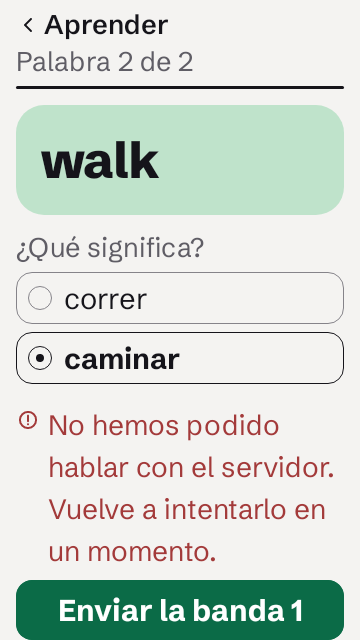 Aprender
Palabra 2 de 2
walk
¿Qué significa?
correr
caminar
No hemos podido
hablar con el servidor.
Vuelve a intentarlo en
un momento.
Enviar la banda 1